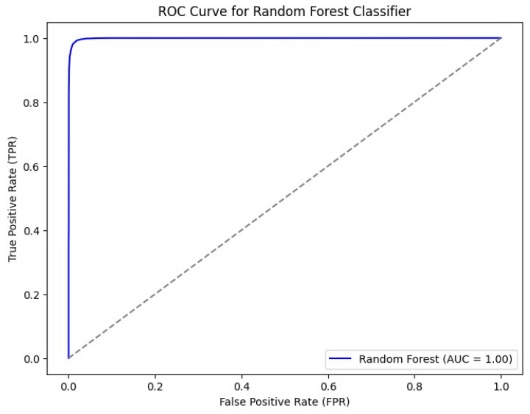 ROC Curve for Random Forest Classifier
True Positive Rate (TPR)
1.0
0.8
0.6
0.4
0.2
0.0
Random Forest (AUC = 1.00)
0.0 0.2 0.4 0.6 0.8 1.0
False Positive Rate (FPR)